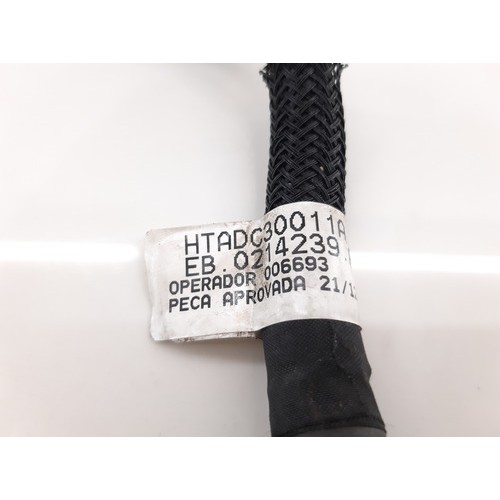 HTADC30011A
EB.0214239.
OPERADOR 006693
PECA APROVADA 21/1